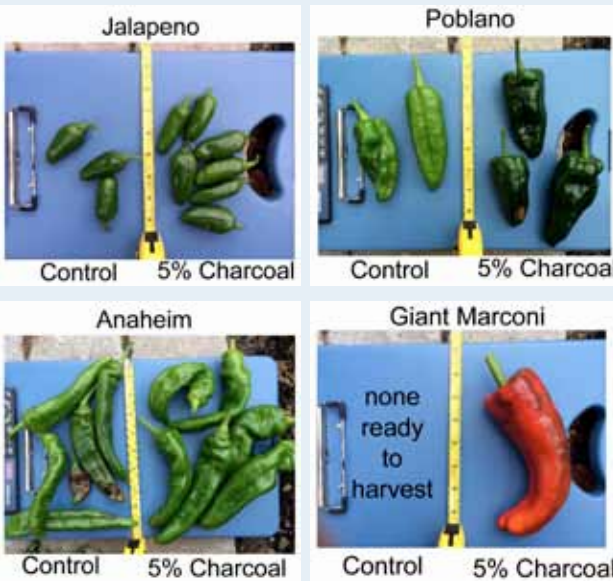 Jalapeno
Control
5% Charcoal
Poblano
Control
5% Charcoal
Anaheim
Control
5% Charcoal
Giant Marconi
none
ready
to
harvest
Control
5% Charcoal